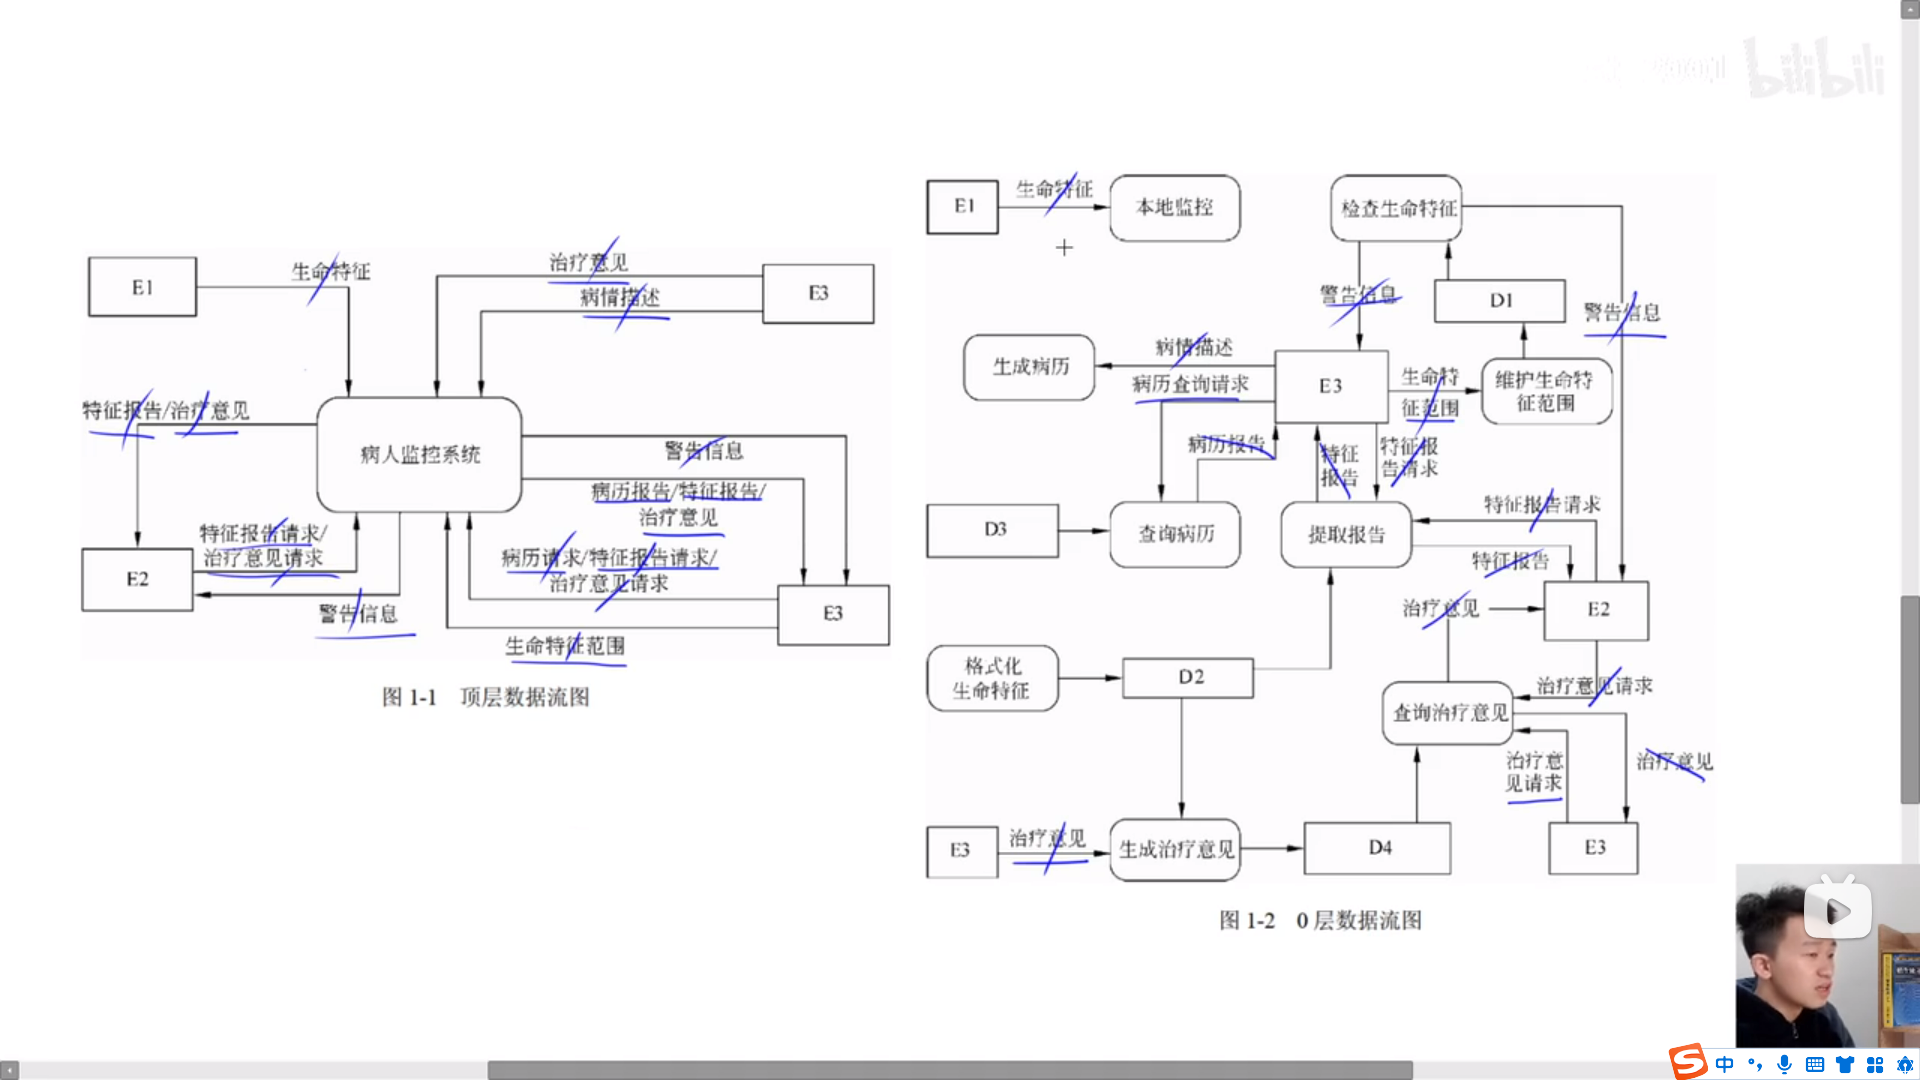 bilibili
E1
生命特征
治疗意见
病情描述
E3
特征报告/治疗意见
病人监控系统
警告信息
病历报告/特征报告/
治疗意见
E2
特征报告请求/
治疗意见请求
警告信息
病历请求/特征报告请求/
治疗意见请求
生命特征范围
E3
图 1-1 顶层数据流图
E1
生命特征
本地监控
检查生命特征
警告信息
D1
警告信息
生成病历
病情描述
病历查询请求
E3
生命特
征范围
维护生命特
征范围
病历报告
特征
报告
特征报
告请求
D3
查询病历
提取报告
特征报告请求
特征报告
治疗意见
E2
格式化
生命特征
D2
治疗意见请求
查询治疗意见
治疗意
见请求
治疗意见
E3
治疗意见
生成治疗意见
D4
E3
图 1-2 0 层数据流图
中